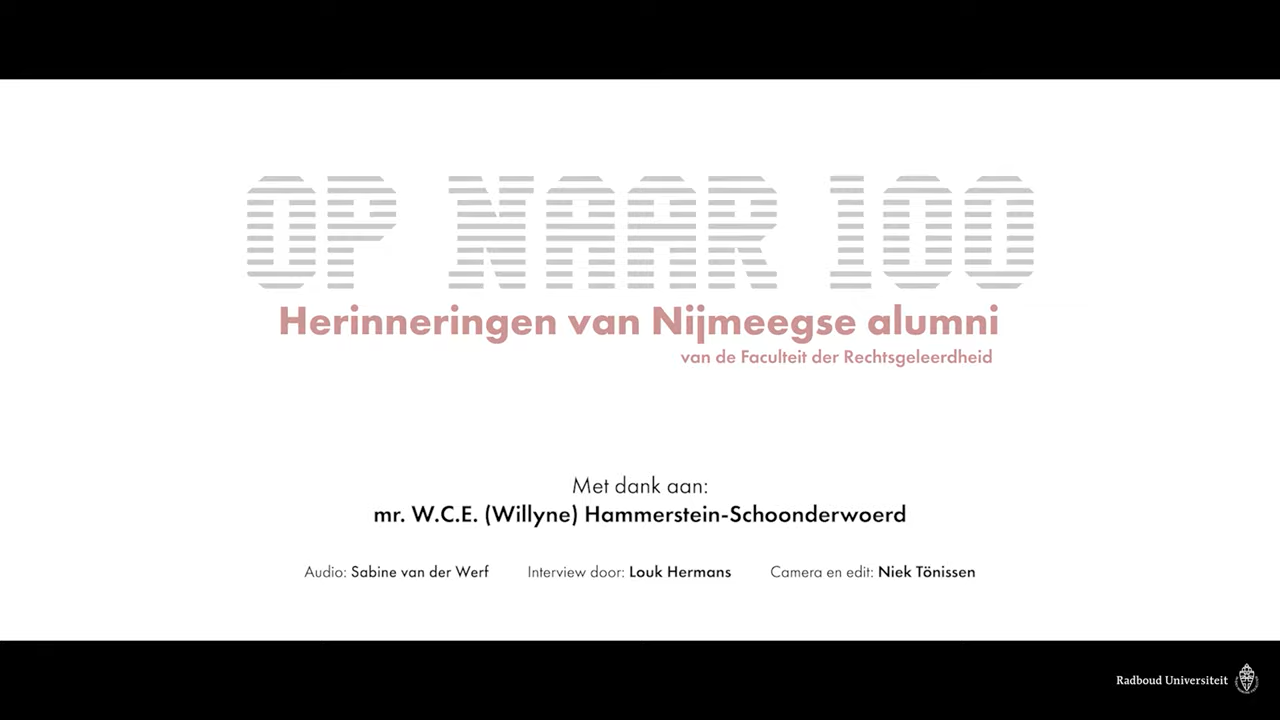 OP NAAR 100
Herinneringen van Nijmeegse alumni
van de Faculteit der Rechtsgeleerdheid
Met dank aan:
mr. W.C.E. (Willyne) Hammerstein-Schoonderwoerd
Audio: Sabine van der Werf Interview door: Louk Hermans Camera en edit: Niek Tönissen
Radboud Universiteit